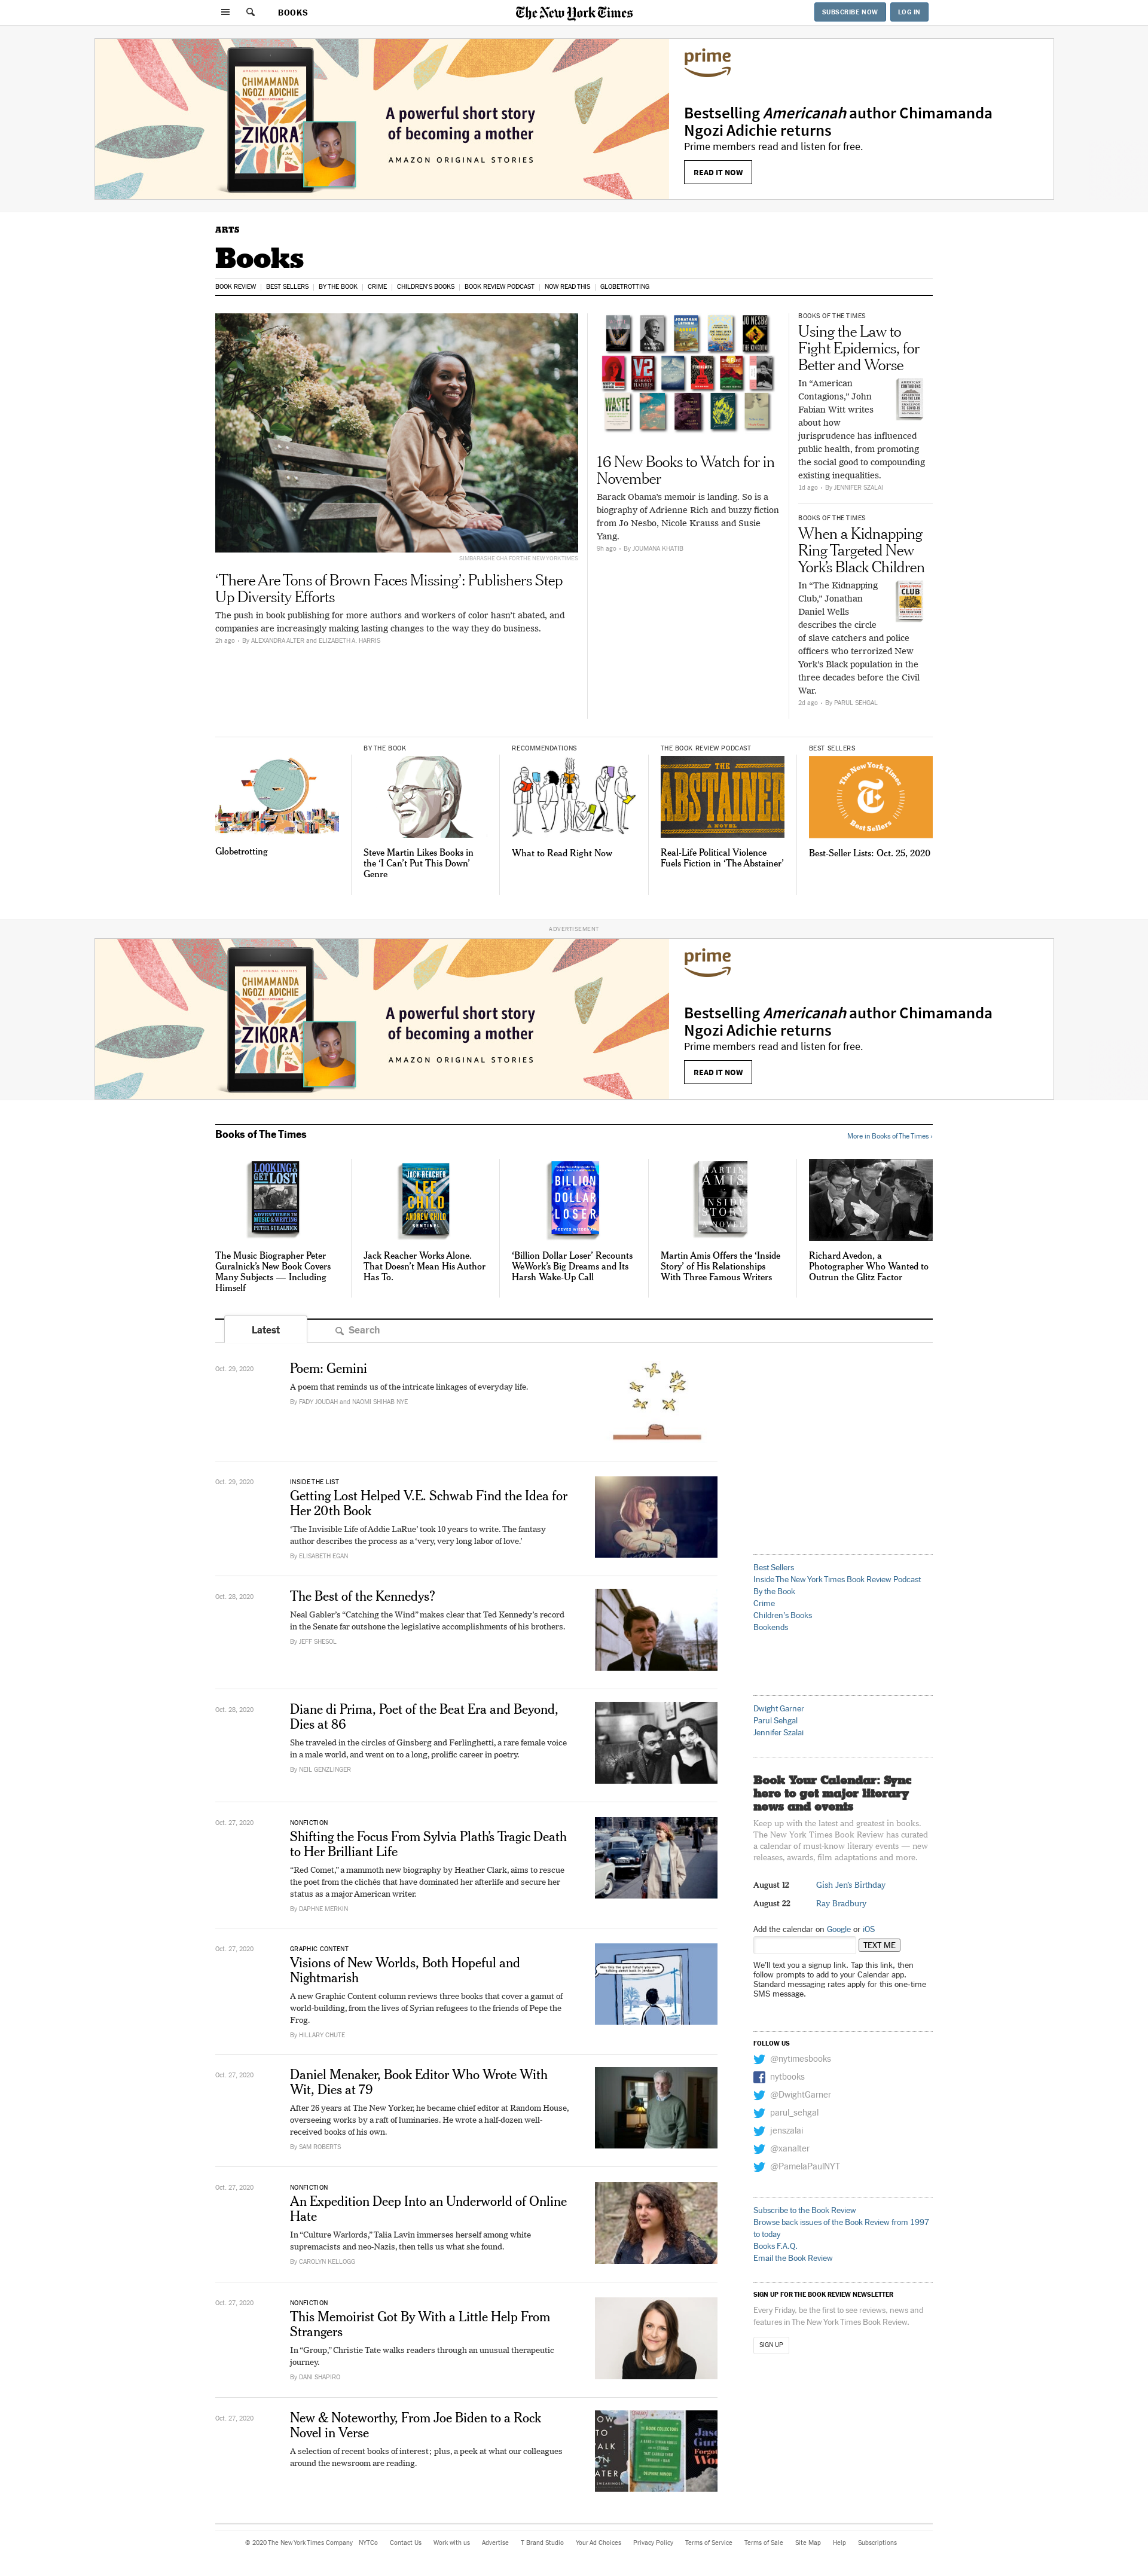 BOOKS
The New York Times
SUBSCRIBE NOW
LOG IN
AMAZON ORIGINAL STORIES
CHIMAMANDA
NGOZI ADICHIE
ZIKORA
A powerful short story
of becoming a mother
AMAZON ORIGINAL STORIES
prime
Bestselling Americanah author Chimamanda
Ngozi Adichie returns
Prime members read and listen for free.
READ IT NOW
ARTS
Books
BOOK REVIEW
BEST SELLERS
BY THE BOOK
CRIME
CHILDREN'S BOOKS
BOOK REVIEW PODCAST
NOW READ THIS
GLOBETROTTING
SIMBARASHE CHA FOR THE NEW YORK TIMES
‘There Are Tons of Brown Faces Missing’: Publishers Step
Up Diversity Efforts
The push in book publishing for more authors and workers of color hasn't abated, and
companies are increasingly making lasting changes to the way they do business.
2h ago • By ALEXANDRA ALTER and ELIZABETH A. HARRIS
V2
WASTE
16 New Books to Watch for in
November
Barack Obama's memoir is landing. So is a
biography of Adrienne Rich and buzzy fiction
from Jo Nesbo, Nicole Krauss and Susie
Yang.
9h ago • By JOUMANA KHATIB
BOOKS OF THE TIMES
Using the Law to
Fight Epidemics, for
Better and Worse
In “American
Contagions,” John
Fabian Witt writes
about how
jurisprudence has influenced
public health, from promoting
the social good to compounding
existing inequalities.
1d ago • By JENNIFER SZALAI
BOOKS OF THE TIMES
When a Kidnapping
Ring Targeted New
York's Black Children
In “The Kidnapping
Club,” Jonathan
Daniel Wells
describes the circle
of slave catchers and police
officers who terrorized New
York's Black population in the
three decades before the Civil
War.
2d ago • By PARUL SEHGAL
Globetrotting
BY THE BOOK
Steve Martin Likes Books in
the ‘I Can't Put This Down’
Genre
RECOMMENDATIONS
What to Read Right Now
THE BOOK REVIEW PODCAST
THE
ABSTAINER
A NOVEL
Real-Life Political Violence
Fuels Fiction in ‘The Abstainer’
BEST SELLERS
The New York Times
Best Sellers
Best-Seller Lists: Oct. 25, 2020
ADVERTISEMENT
AMAZON ORIGINAL STORIES
CHIMAMANDA
NGOZI ADICHIE
ZIKORA
A powerful short story
of becoming a mother
AMAZON ORIGINAL STORIES
prime
Bestselling Americanah author Chimamanda
Ngozi Adichie returns
Prime members read and listen for free.
READ IT NOW
Books of The Times
More in Books of The Times ›
LOOKING TO
GET LOST
ADVENTURES IN
MUSIC & WRITING
PETER GURALNICK
The Music Biographer Peter
Guralnick's New Book Covers
Many Subjects — Including
Himself
JACK REACHER
LEE
CHILD
ANDREW CHILD
SENTINEL
Jack Reacher Works Alone.
That Doesn't Mean His Author
Has To.
BILLION
DOLLAR
LOSER
‘Billion Dollar Loser’ Recounts
WeWork's Big Dreams and Its
Harsh Wake-Up Call
MARTIN
AMIS
INSIDE
STORY
A NOVEL
Martin Amis Offers the ‘Inside
Story’ of His Relationships
With Three Famous Writers
Richard Avedon, a
Photographer Who Wanted to
Outrun the Glitz Factor
Latest
Search
Oct. 29, 2020
Poem: Gemini
A poem that reminds us of the intricate linkages of everyday life.
By FADY JOUDAH and NAOMI SHIHAB NYE
Oct. 29, 2020
INSIDE THE LIST
Getting Lost Helped V.E. Schwab Find the Idea for
Her 20th Book
‘The Invisible Life of Addie LaRue’ took 10 years to write. The fantasy
author describes the process as a ‘very, very long labor of love.’
By ELISABETH EGAN
Oct. 28, 2020
The Best of the Kennedys?
Neal Gabler's “Catching the Wind” makes clear that Ted Kennedy's record
in the Senate far outshone the legislative accomplishments of his brothers.
By JEFF SHESOL
Oct. 28, 2020
Diane di Prima, Poet of the Beat Era and Beyond,
Dies at 86
She traveled in the circles of Ginsberg and Ferlinghetti, a rare female voice
in a male world, and went on to a long, prolific career in poetry.
By NEIL GENZLINGER
Oct. 27, 2020
NONFICTION
Shifting the Focus From Sylvia Plath's Tragic Death
to Her Brilliant Life
“Red Comet,” a mammoth new biography by Heather Clark, aims to rescue
the poet from the clichés that have dominated her afterlife and secure her
status as a major American writer.
By DAPHNE MERKIN
Oct. 27, 2020
GRAPHIC CONTENT
Visions of New Worlds, Both Hopeful and
Nightmarish
A new Graphic Content column reviews three books that cover a gamut of
world-building, from the lives of Syrian refugees to the friends of Pepe the
Frog.
By HILLARY CHUTE
Oct. 27, 2020
Daniel Menaker, Book Editor Who Wrote With
Wit, Dies at 79
After 26 years at The New Yorker, he became chief editor at Random House,
overseeing works by a raft of luminaries. He wrote a half-dozen well-
received books of his own.
By SAM ROBERTS
Oct. 27, 2020
NONFICTION
An Expedition Deep Into an Underworld of Online
Hate
In “Culture Warlords,” Talia Lavin immerses herself among white
supremacists and neo-Nazis, then tells us what she found.
By CAROLYN KELLOGG
Oct. 27, 2020
NONFICTION
This Memoirist Got By With a Little Help From
Strangers
In “Group,” Christie Tate walks readers through an unusual therapeutic
journey.
By DANI SHAPIRO
Oct. 27, 2020
New & Noteworthy, From Joe Biden to a Rock
Novel in Verse
A selection of recent books of interest; plus, a peek at what our colleagues
around the newsroom are reading.
Best Sellers
Inside The New York Times Book Review Podcast
By the Book
Crime
Children's Books
Bookends
Dwight Garner
Parul Sehgal
Jennifer Szalai
Book Your Calendar: Sync
here to get major literary
news and events
Keep up with the latest and greatest in books.
The New York Times Book Review has curated
a calendar of must-know literary events — new
releases, awards, film adaptations and more.
August 12 Gish Jen's Birthday
August 22 Ray Bradbury
Add the calendar on Google or iOS
TEXT ME
We'll text you a signup link. Tap this link, then
follow prompts to add to your Calendar app.
Standard messaging rates apply for this one-time
SMS message.
FOLLOW US
@nytimesbooks
nytbooks
@DwightGarner
parul_sehgal
jenszalai
@xanalter
@PamelaPaulNYT
Subscribe to the Book Review
Browse back issues of the Book Review from 1997
to today
Books F.A.Q.
Email the Book Review
SIGN UP FOR THE BOOK REVIEW NEWSLETTER
Every Friday, be the first to see reviews, news and
features in The New York Times Book Review.
SIGN UP
© 2020 The New York Times Company
NYTCo
Contact Us
Work with us
Advertise
T Brand Studio
Your Ad Choices
Privacy Policy
Terms of Service
Terms of Sale
Site Map
Help
Subscriptions